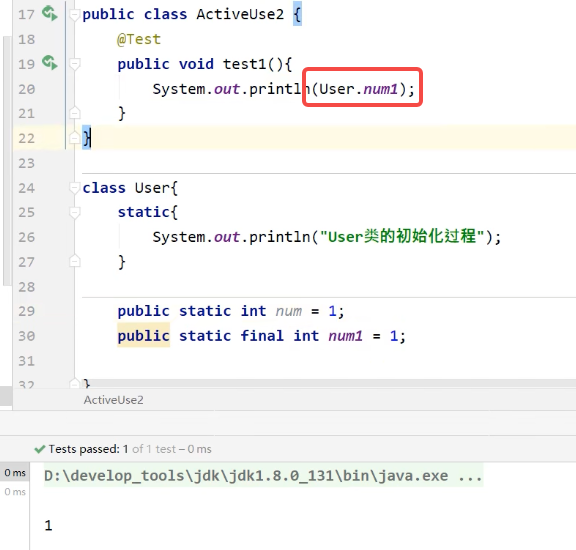 17 public class ActiveUse2 {
18 @Test
19 public void test1(){
20 System.out.println(User.num1);
21 }
22 }
23
24 class User{
25 static{
26 System.out.println("User类的初始化过程");
27 }
28
29 public static int num = 1;
30 public static final int num1 = 1;
31
32 }
ActiveUse2
Tests passed: 1 of 1 test – 0 ms
0 ms D:\develop_tools\jdk\jdk1.8.0_131\bin\java.exe ...
0 ms
1